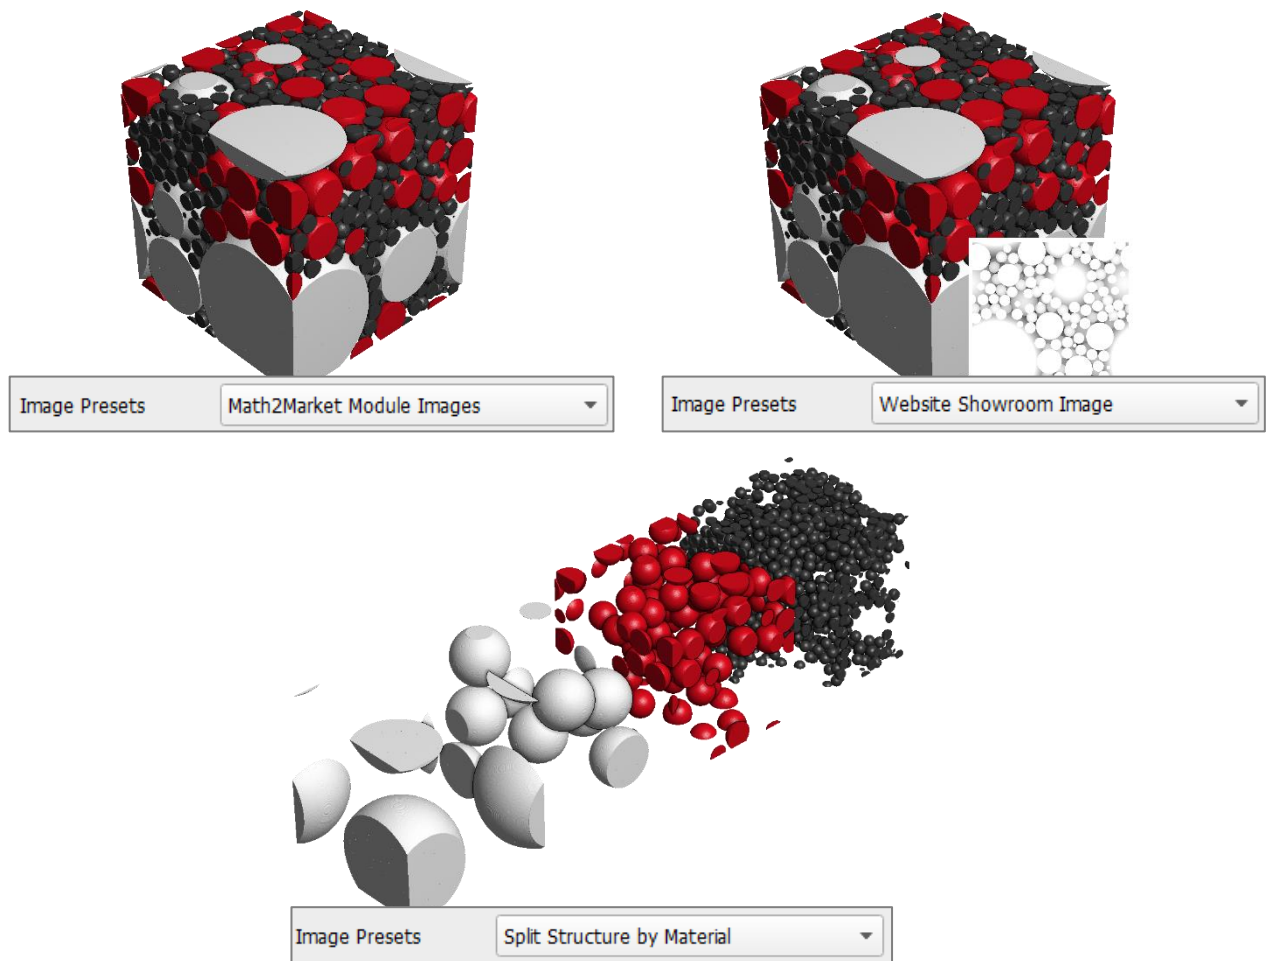 Image Presets Math2Market Module Images
Image Presets Website Showroom Image
Image Presets Split Structure by Material